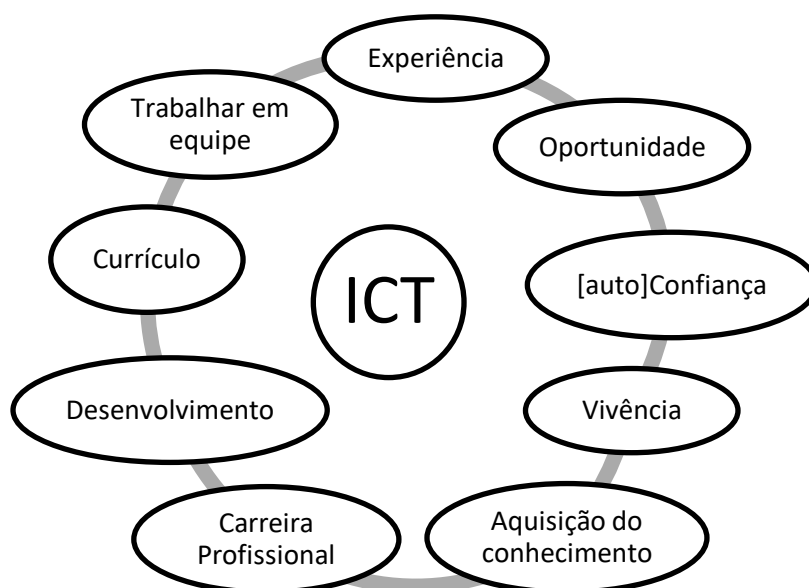 Experiência
Trabalhar em
equipe
Oportunidade
Currículo
ICT
[auto]Confiança
Desenvolvimento
Vivência
Carreira
Profissional
Aquisição do
conhecimento